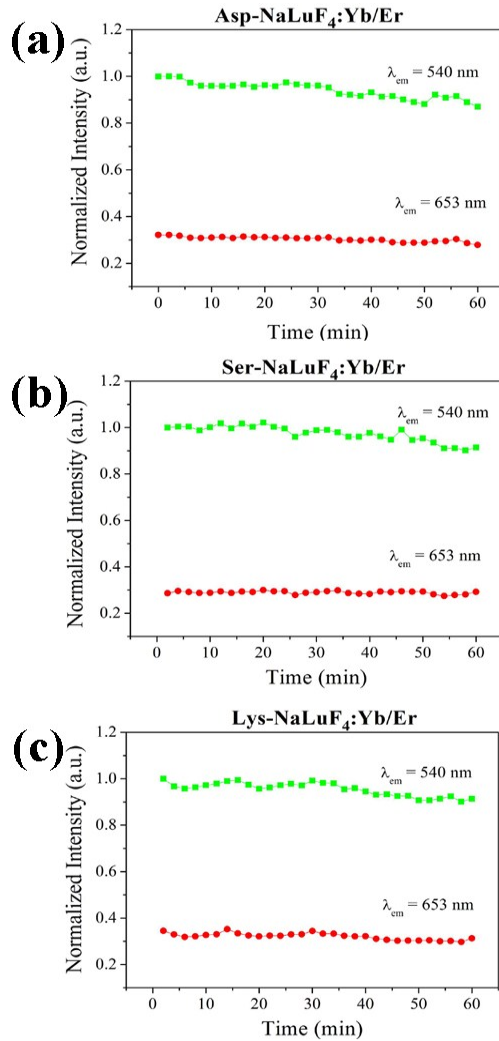 (a)
Asp-NaLuF₄:Yb/Er
Normalized Intensity (a.u.)
1.2
1.0
0.8
0.6
0.4
0.2
λem = 540 nm
λem = 653 nm
0 10 20 30 40 50 60
Time (min)
(b)
Ser-NaLuF₄:Yb/Er
Normalized Intensity (a.u.)
1.2
1.0
0.8
0.6
0.4
0.2
λem = 540 nm
λem = 653 nm
0 10 20 30 40 50 60
Time (min)
(c)
Lys-NaLuF₄:Yb/Er
Normalized Intensity (a.u.)
1.2
1.0
0.8
0.6
0.4
0.2
λem = 540 nm
λem = 653 nm
0 10 20 30 40 50 60
Time (min)